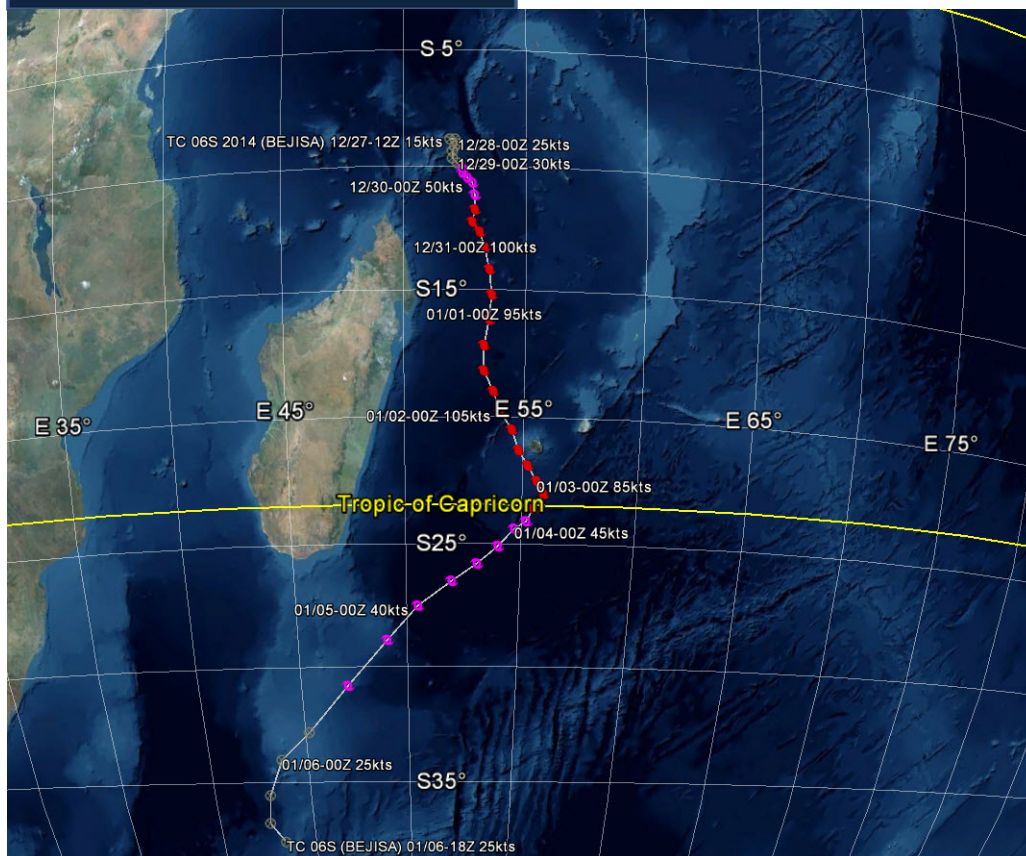 S 5°
TC 06S 2014 (BEJISA) 12/27-12Z 15kts
12/28-00Z 25kts
12/29-00Z 30kts
12/30-00Z 50kts
12/31-00Z 100kts
S15°
01/01-00Z 95kts
E 35°
E 45°
01/02-00Z 105kts
E 55°
E 65°
E 75°
01/03-00Z 85kts
Tropic of Capricorn
01/04-00Z 45kts
S25°
01/05-00Z 40kts
01/06-00Z 25kts
S35°
TC 06S (BEJISA) 01/06-18Z 25kts